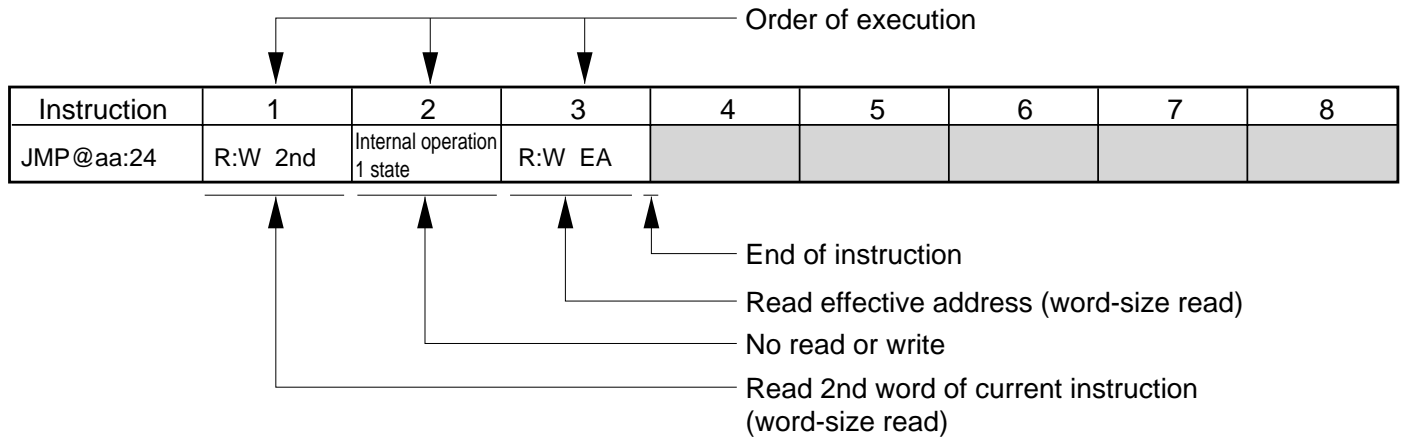 Order of execution
Instruction 1 2 3 4 5 6 7 8
JMP@aa:24 R:W 2nd Internal operation 1 state R:W EA
End of instruction
Read effective address (word-size read)
No read or write
Read 2nd word of current instruction
(word-size read)